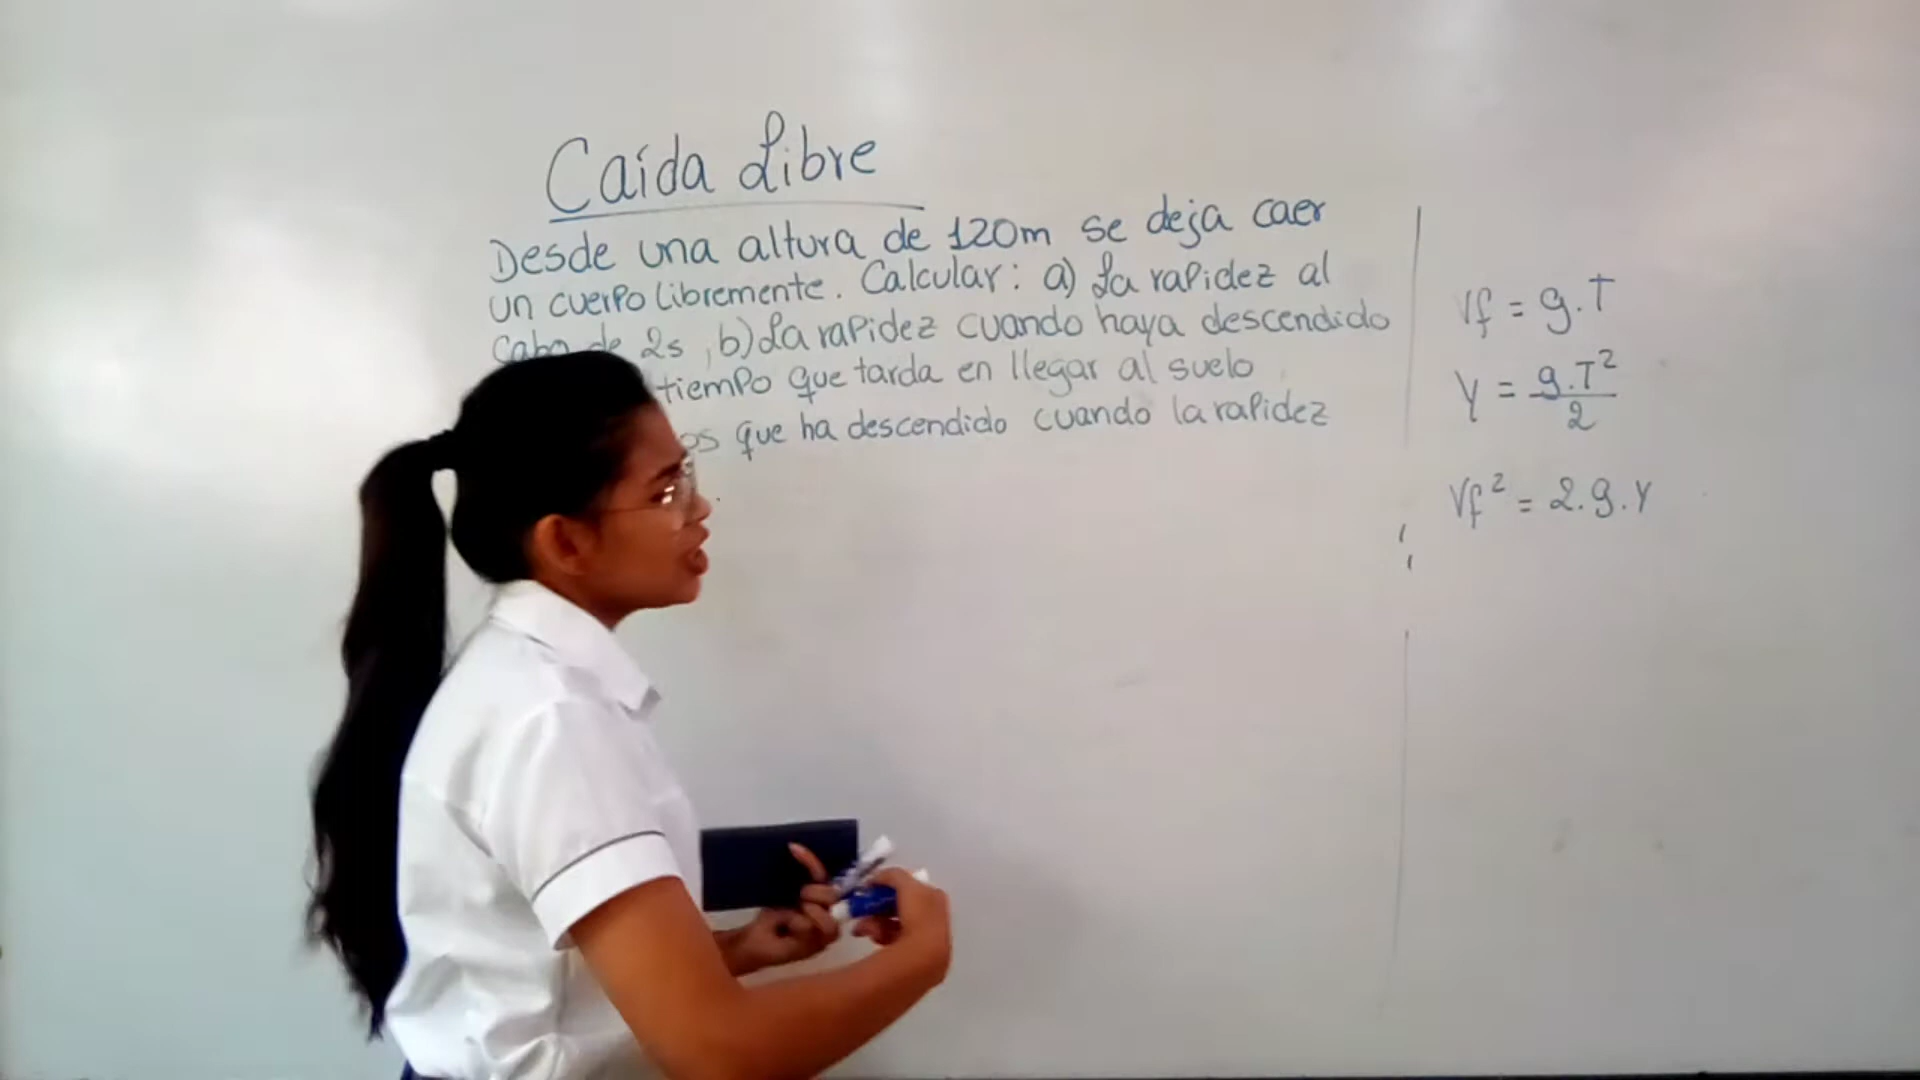 Caída Libre
Desde una altura de 120m se deja caer
un cuerpo libremente. Calcular: a) La rapidez al
cabo de 2s, b) La rapidez cuando haya descendido
tiempo que tarda en llegar al suelo
que ha descendido cuando la rapidez
Vf = g.T
Y = g.T²/2
Vf² = 2.g.Y